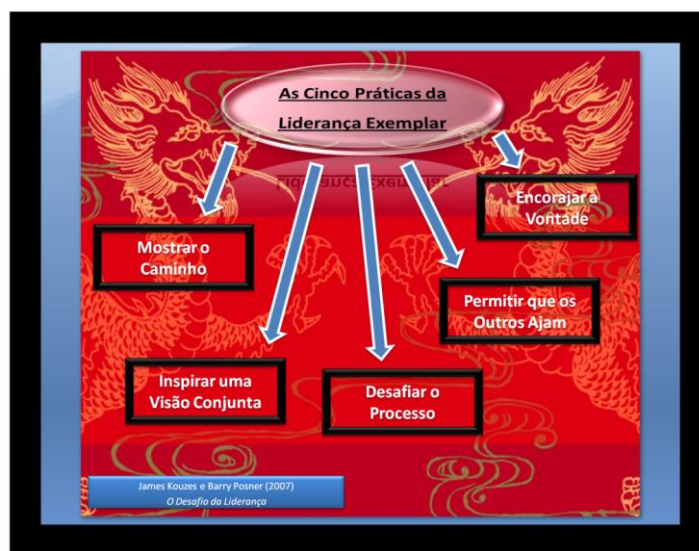 As Cinco Práticas da
Liderança Exemplar
Encorajar a
Vontade
Mostrar o
Caminho
Permitir que os
Outros Ajam
Inspirar uma
Visão Conjunta
Desafiar o
Processo
James Kouzes e Barry Posner (2007)
O Desafio da Liderança